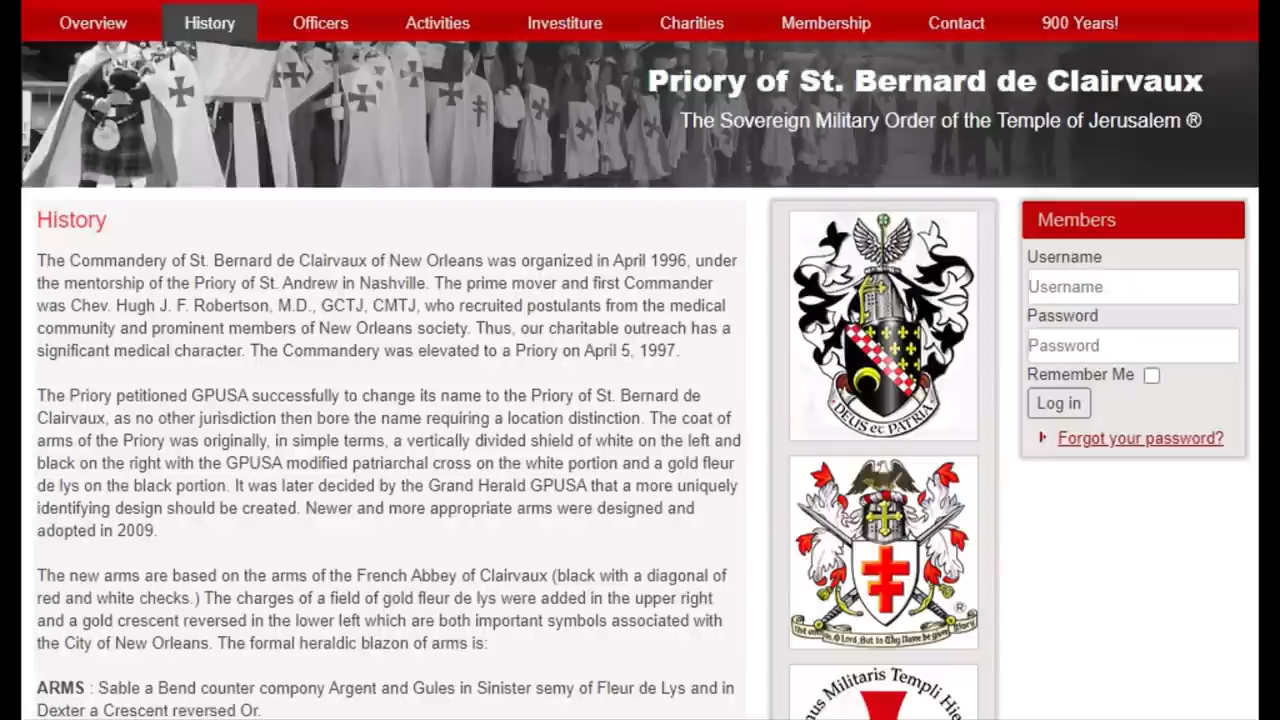 Overview History Officers Activities Investiture Charities Membership Contact 900 Years!
Priory of St. Bernard de Clairvaux
The Sovereign Military Order of the Temple of Jerusalem ®
History
The Commandery of St. Bernard de Clairvaux of New Orleans was organized in April 1996, under
the mentorship of the Priory of St. Andrew in Nashville. The prime mover and first Commander
was Chev. Hugh J. F. Robertson, M.D., GCTJ, CMTJ, who recruited postulants from the medical
community and prominent members of New Orleans society. Thus, our charitable outreach has a
significant medical character. The Commandery was elevated to a Priory on April 5, 1997.
The Priory petitioned GPUSA successfully to change its name to the Priory of St. Bernard de
Clairvaux, as no other jurisdiction then bore the name requiring a location distinction. The coat of
arms of the Priory was originally, in simple terms, a vertically divided shield of white on the left and
black on the right with the GPUSA modified patriarchal cross on the white portion and a gold fleur
de lys on the black portion. It was later decided by the Grand Herald GPUSA that a more uniquely
identifying design should be created. Newer and more appropriate arms were designed and
adopted in 2009.
The new arms are based on the arms of the French Abbey of Clairvaux (black with a diagonal of
red and white checks.) The charges of a field of gold fleur de lys were added in the upper right
and a gold crescent reversed in the lower left which are both important symbols associated with
the City of New Orleans. The formal heraldic blazon of arms is:
ARMS : Sable a Bend counter company Argent and Gules in Sinister semy of Fleur de Lys and in
Dexter a Crescent reversed Or.
DEUS et PATRIA
®
O Lord, But to Thy Name be
Militaris Templi
Members
Username
Username
Password
Password
Remember Me
Log in
Forgot your password?